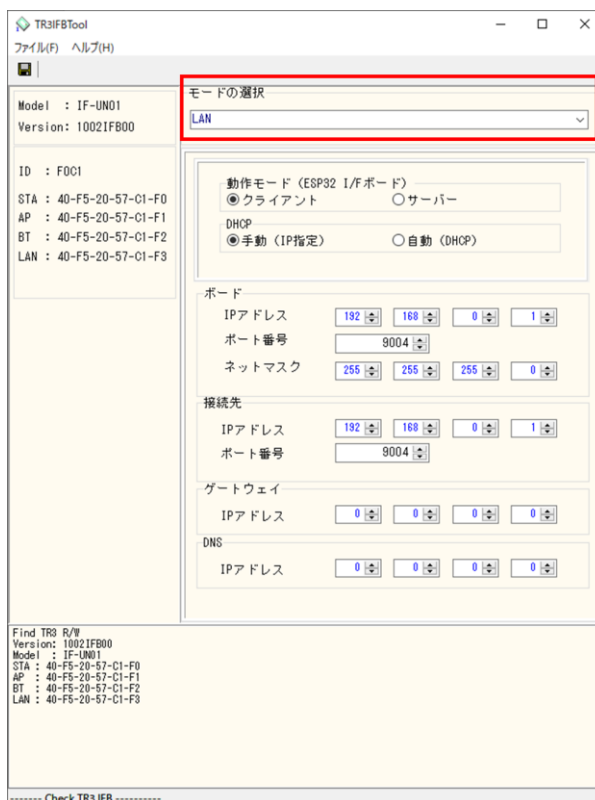 TR3IFBTool
ファイル(F) ヘルプ(H)
Model : IF-UN01
Version: 1002IFB00
ID : F0C1
STA : 40-F5-20-57-C1-F0
AP : 40-F5-20-57-C1-F1
BT : 40-F5-20-57-C1-F2
LAN : 40-F5-20-57-C1-F3
モードの選択
LAN
動作モード (ESP32 I/Fボード)
クライアント サーバー
DHCP
手動 (IP指定) 自動 (DHCP)
ボード
IPアドレス 192 168 0 1
ポート番号 9004
ネットマスク 255 255 255 0
接続先
IPアドレス 192 168 0 1
ポート番号 9004
ゲートウェイ
IPアドレス 0 0 0 0
DNS
IPアドレス 0 0 0 0
Find TR3 R/W
Version: 1002IFB00
Model : IF-UN01
STA : 40-F5-20-57-C1-F0
AP : 40-F5-20-57-C1-F1
BT : 40-F5-20-57-C1-F2
LAN : 40-F5-20-57-C1-F3
------- Check TR3 IFB ----------